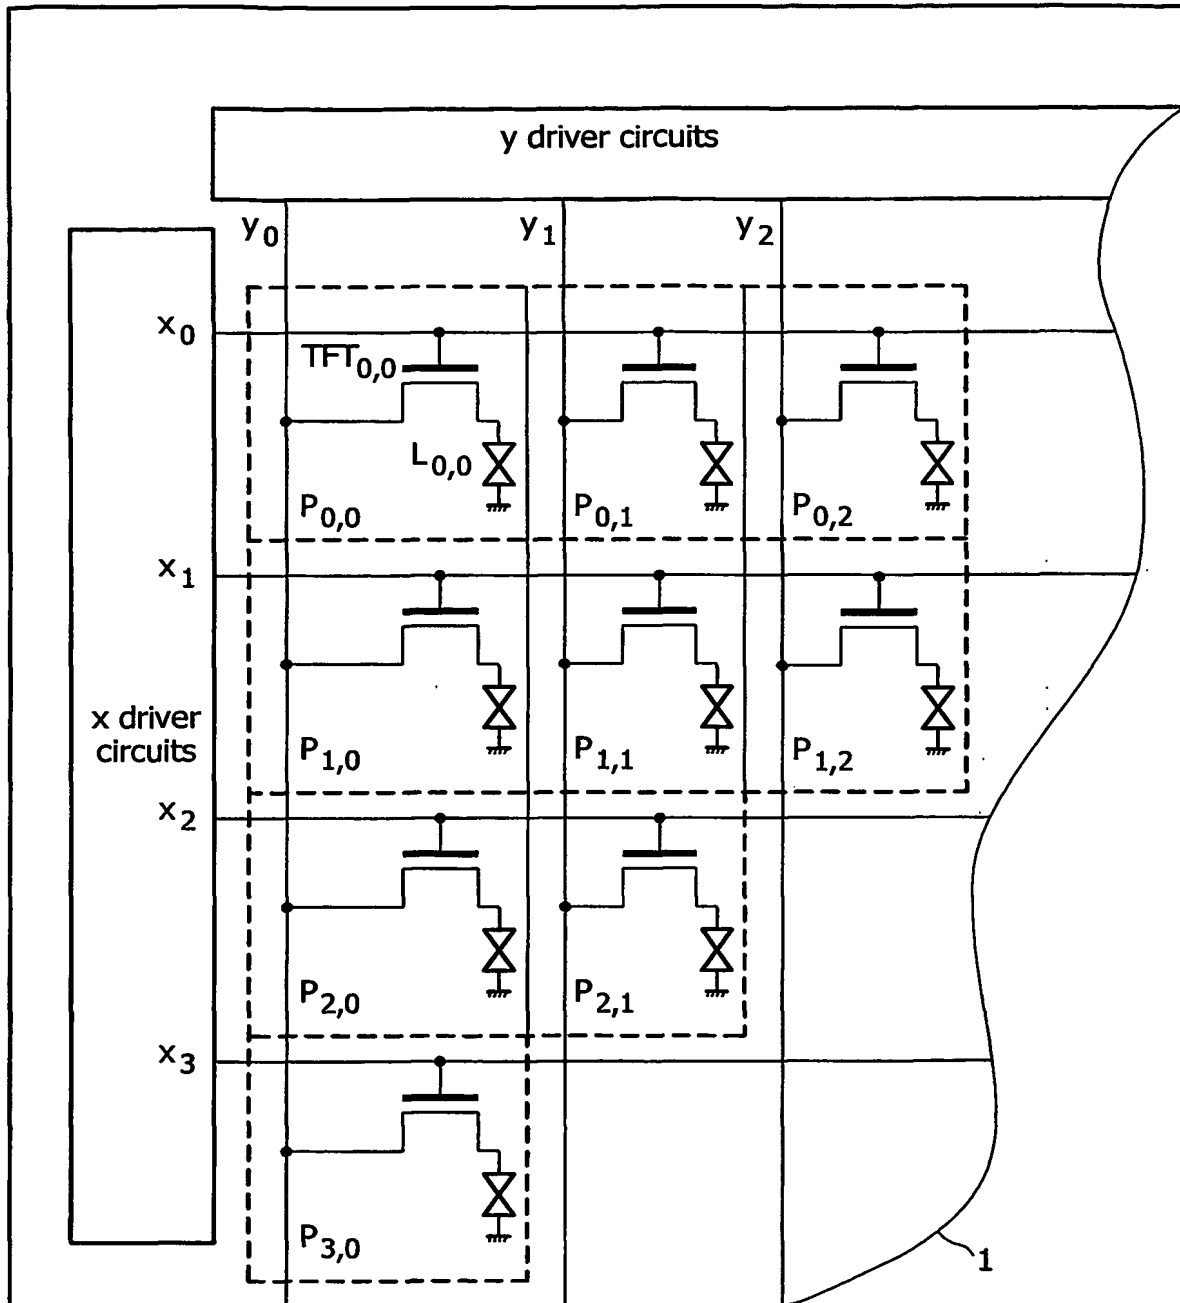 y driver circuits
y0 y1 y2
x0
TFT0,0
L0,0
P0,0 P0,1 P0,2
x1
x driver
circuits
P1,0 P1,1 P1,2
x2
P2,0 P2,1
x3
P3,0
1